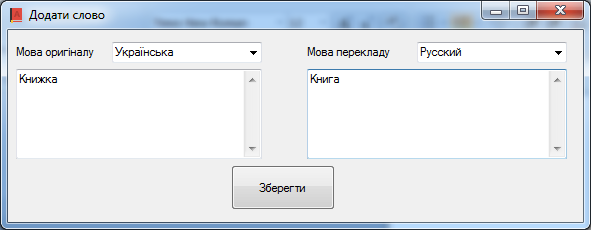 Додати слово
Мова оригіналу Українська Мова перекладу Русский
Книжка Книга
Зберегти